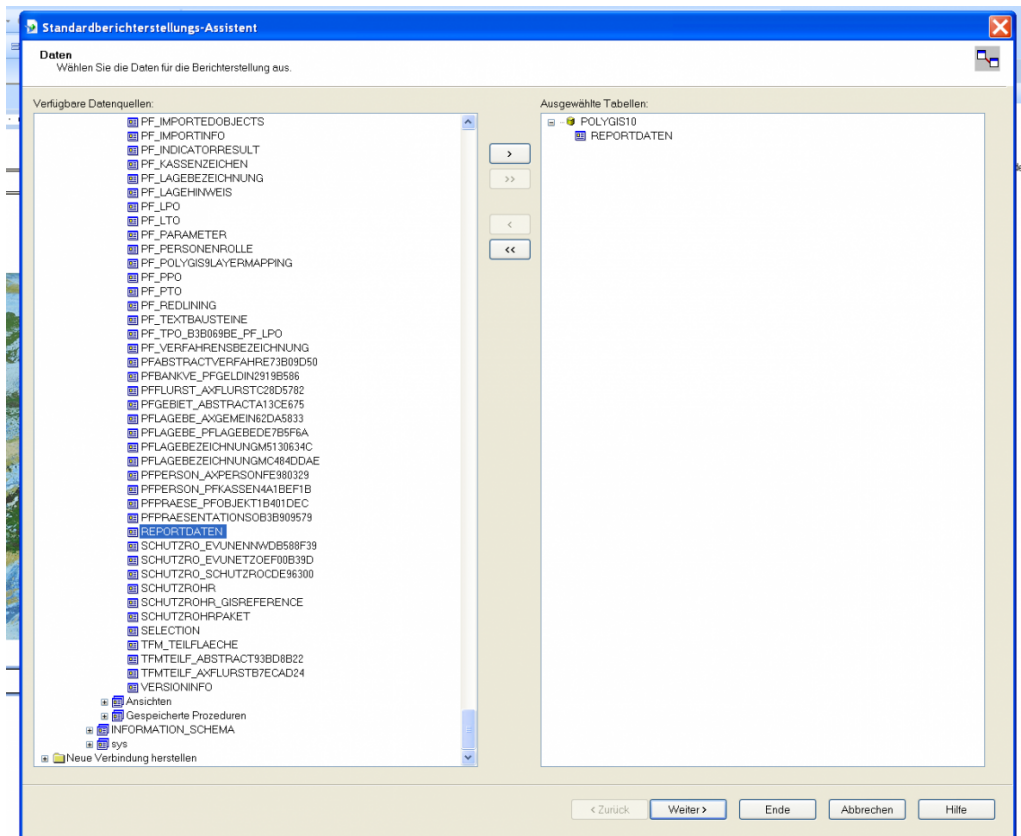 Standardberichterstellungs-Assistent
Daten
Wählen Sie die Daten für die Berichterstellung aus.
Verfügbare Datenquellen:
PF_IMPORTEDOBJECTS
PF_IMPORTINFO
PF_INDICATORRESULT
PF_KASSENZEICHEN
PF_LAGEBEZEICHNUNG
PF_LAGEHINWEIS
PF_LPO
PF_LTO
PF_PARAMETER
PF_PERSONENROLLE
PF_POLYGIS9LAYERMAPPING
PF_PPO
PF_PTO
PF_REDLINING
PF_TEXTBAUSTEINE
PF_TPO_B3B069BE_PF_LPO
PF_VERFAHRENSBEZEICHNUNG
PFABSTRACTVERFAHRE73B09D50
PFBANKVE_PFGELDIN2919B586
PFFLURST_AXFLURSTC28D5782
PFGEBIET_ABSTRACTA13CE675
PFLAGEBE_AXGEMEIN62DA5833
PFLAGEBE_PFLAGEBEDE7B5F6A
PFLAGEBEZEICHNUNGM5130634C
PFLAGEBEZEICHNUNGMC484DDAE
PFPERSON_AXPERSONFE980329
PFPERSON_PFKASSEN4A1BEF1B
PFPRAESE_PFOBJEKT1B401DEC
PFPRAESENTATIONSOB3B909579
REPORTDATEN
SCHUTZRO_EVUNENNWDB588F39
SCHUTZRO_EVUNETZOEF00B39D
SCHUTZRO_SCHUTZROCDE96300
SCHUTZROHR
SCHUTZROHR_GISREFERENCE
SCHUTZROHRPAKET
SELECTION
TFM_TEILFLAECHE
TFMTEILF_ABSTRACT93BD8B22
TFMTEILF_AXFLURSTB7ECAD24
VERSIONINFO
Ansichten
Gespeicherte Prozeduren
INFORMATION_SCHEMA
sys
Neue Verbindung herstellen
>
>>
<
<<
Ausgewählte Tabellen:
POLYGIS10
REPORTDATEN
< Zurück Weiter > Ende Abbrechen Hilfe